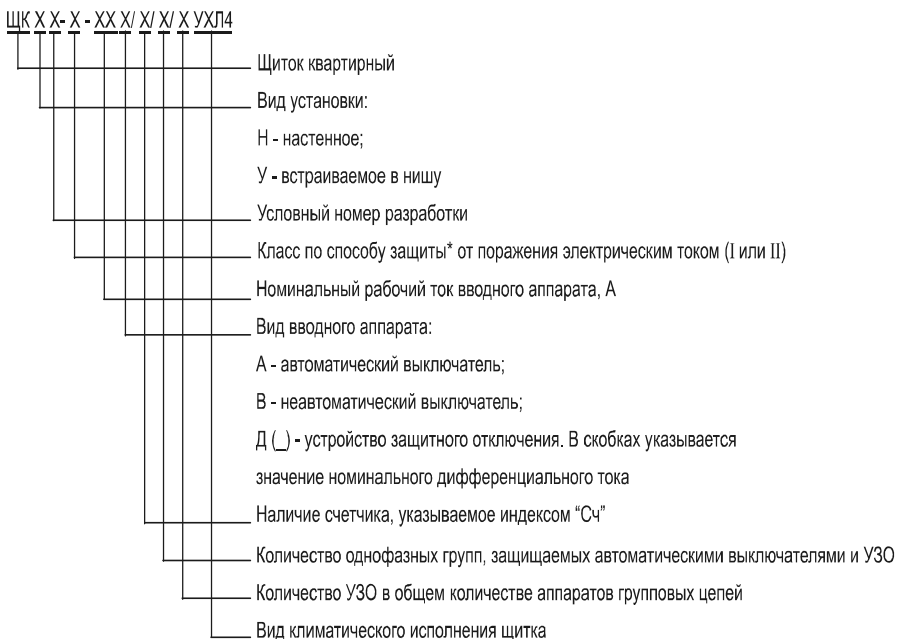 ЩК Х Х- Х - ХХ Х/ Х/ Х/ Х УХЛ4
Щиток квартирный
Вид установки:
Н - настенное;
У - встраиваемое в нишу
Условный номер разработки
Класс по способу защиты* от поражения электрическим током (I или II)
Номинальный рабочий ток вводного аппарата, А
Вид вводного аппарата:
А - автоматический выключатель;
В - неавтоматический выключатель;
Д (_) - устройство защитного отключения. В скобках указывается
значение номинального дифференциального тока
Наличие счетчика, указываемое индексом “Сч”
Количество однофазных групп, защищаемых автоматическими выключателями и УЗО
Количество УЗО в общем количестве аппаратов групповых цепей
Вид климатического исполнения щитка